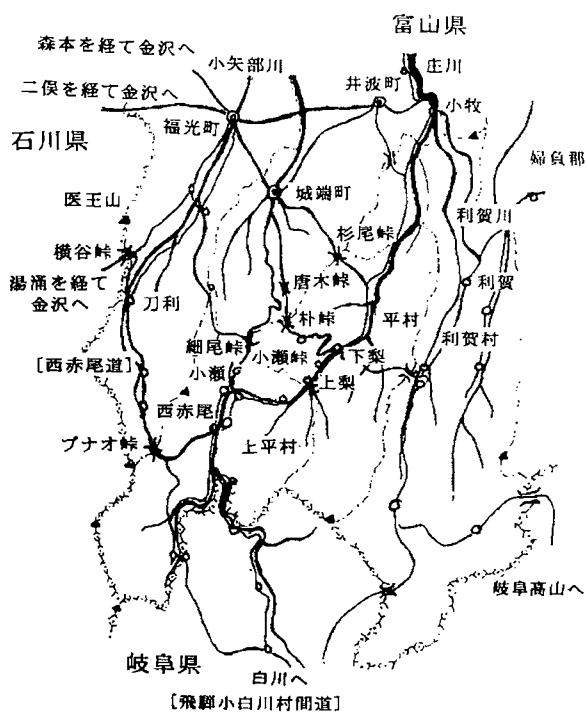 富山県
森本を経て金沢へ
小矢部川
庄川
井波町
二俣を経て金沢へ
小牧
福光町
石川県
婦負郡
医王山
城端町
利賀川
杉尾峠
横谷峠
湯涌を経て
金沢へ
唐木峠
利賀
刀利
朴峠
平村
利賀村
細尾峠
小瀬峠
下梨
[西赤尾道]
小瀬
上梨
西赤尾
ブナオ峠
上平村
岐阜高山へ
岐阜県
白川へ
[飛騨小白川村間道]